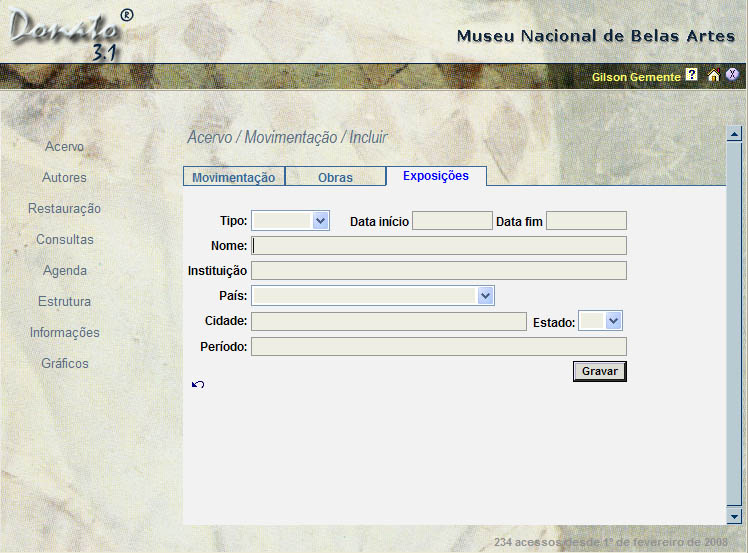 Donato ®
3.1
Museu Nacional de Belas Artes
Gilson Gemente ? X
Acervo
Autores
Restauração
Consultas
Agenda
Estrutura
Informações
Gráficos
Acervo / Movimentação / Incluir
Movimentação Obras Exposições
Tipo: Data início Data fim
Nome:
Instituição
País:
Cidade: Estado:
Período:
Gravar
234 acessos desde 1º de fevereiro de 2008